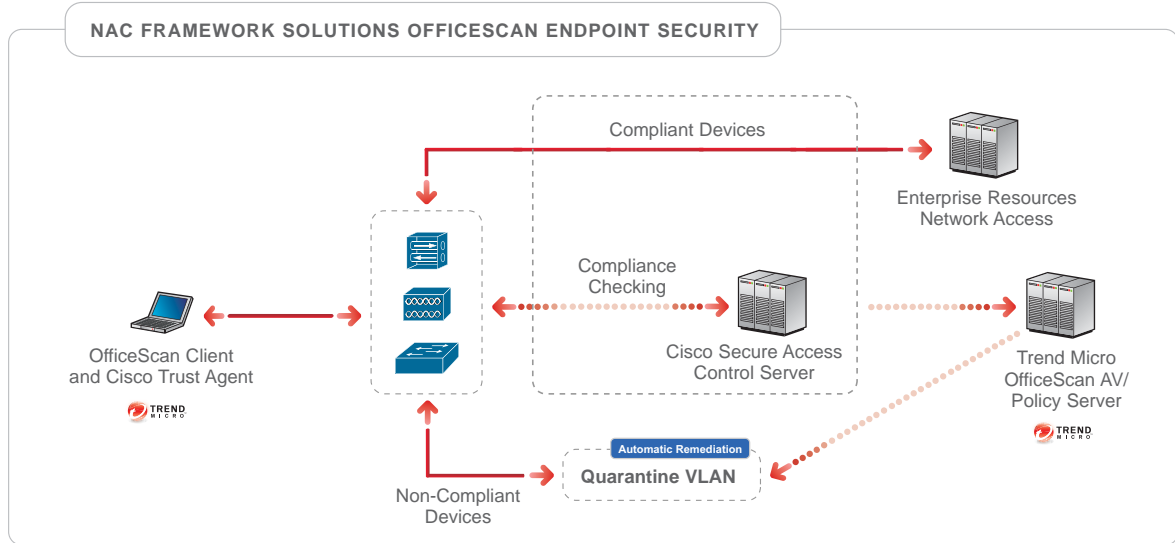 NAC FRAMEWORK SOLUTIONS OFFICESCAN ENDPOINT SECURITY
Compliant Devices
Enterprise Resources
Network Access
Compliance
Checking
OfficeScan Client
and Cisco Trust Agent
TREND
MICRO
Cisco Secure Access
Control Server
Trend Micro
OfficeScan AV/
Policy Server
TREND
MICRO
Automatic Remediation
Quarantine VLAN
Non-Compliant
Devices